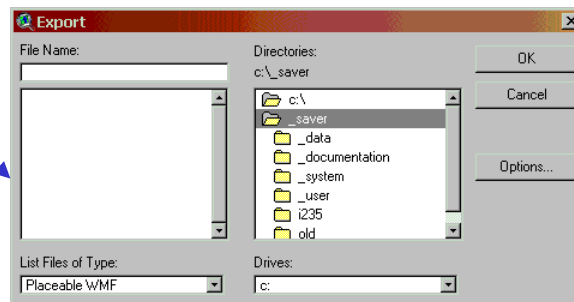 Export
File Name:
Directories:
c:\_saver
OK
Cancel
Options...
c:\
_saver
_data
_documentation
_system
_user
i235
old
List Files of Type:
Placeable WMF
Drives:
c: